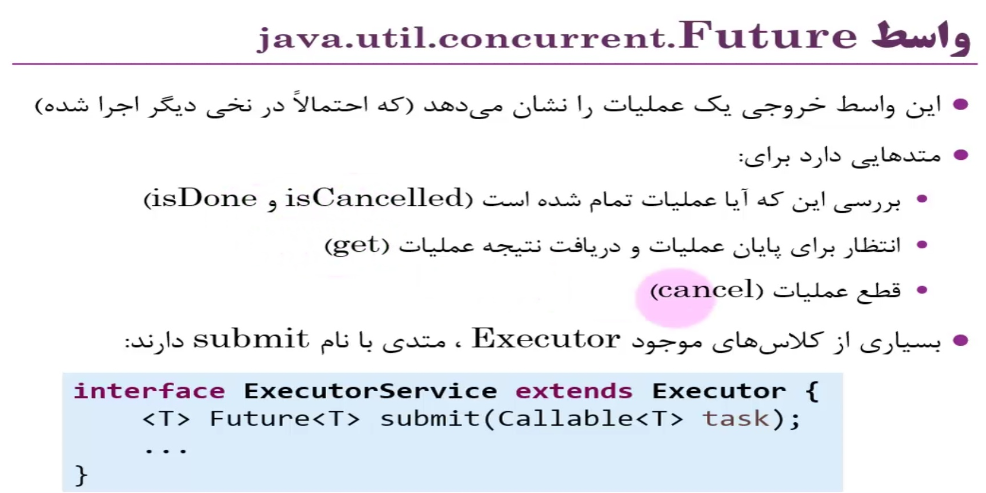 واسط java.util.concurrent.Future
• این واسط خروجی یک عملیات را نشان می‌دهد (که احتمالاً در نخی دیگر اجرا شده)
• متدهایی دارد برای:
• بررسی این که آیا عملیات تمام شده است (isCancelled و isDone)
• انتظار برای پایان عملیات و دریافت نتیجه عملیات (get)
• قطع عملیات (cancel)
• بسیاری از کلاس‌های موجود Executor ، متدی با نام submit دارند:
interface ExecutorService extends Executor {
<T> Future<T> submit(Callable<T> task);
...
}